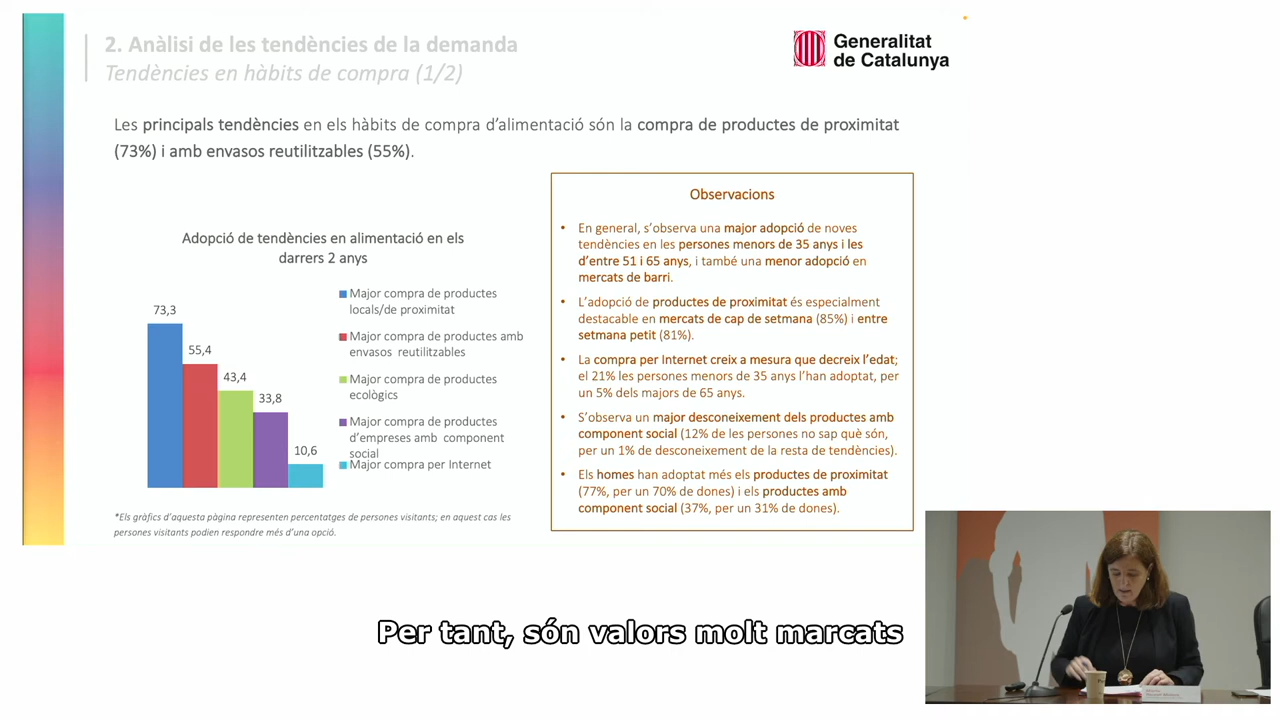 2. Anàlisi de les tendències de la demanda
Tendències en hàbits de compra (1/2)
Generalitat
de Catalunya
Les principals tendències en els hàbits de compra d'alimentació són la compra de productes de proximitat
(73%) i amb envasos reutilitzables (55%).
Adopció de tendències en alimentació en els
darrers 2 anys
73,3
55,4
43,4
33,8
10,6
Major compra de productes
locals/de proximitat
Major compra de productes amb
envasos reutilitzables
Major compra de productes
ecològics
Major compra de productes
d'empreses amb component
social
Major compra per Internet
*Els gràfics d'aquesta pàgina representen percentatges de persones visitants; en aquest cas les
persones visitants podien respondre més d'una opció.
Observacions
• En general, s'observa una major adopció de noves
tendències en les persones menors de 35 anys i les
d'entre 51 i 65 anys, i també una menor adopció en
mercats de barri.
• L'adopció de productes de proximitat és especialment
destacable en mercats de cap de setmana (85%) i entre
setmana petit (81%).
• La compra per Internet creix a mesura que decreix l'edat;
el 21% les persones menors de 35 anys l'han adoptat, per
un 5% dels majors de 65 anys.
• S'observa un major desconeixement dels productes amb
component social (12% de les persones no sap què són,
per un 1% de desconeixement de la resta de tendències).
• Els homes han adoptat més els productes de proximitat
(77%, per un 70% de dones) i els productes amb
component social (37%, per un 31% de dones).
Per tant, són valors molt marcats